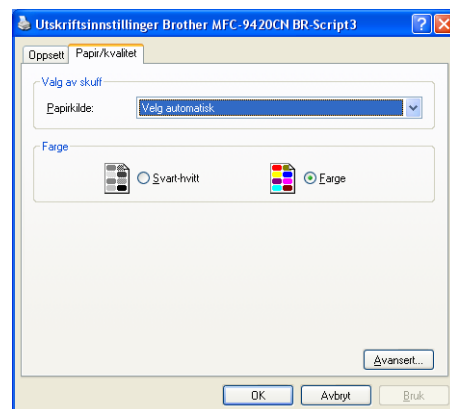 Utskriftsinnstillinger Brother MFC-9420CN BR-Script3
Oppsett Papir/kvalitet
Valg av skuff
Papirkilde: Velg automatisk
Farge
Svart-hvitt Farge
Avansert...
OK Avbryt Bruk